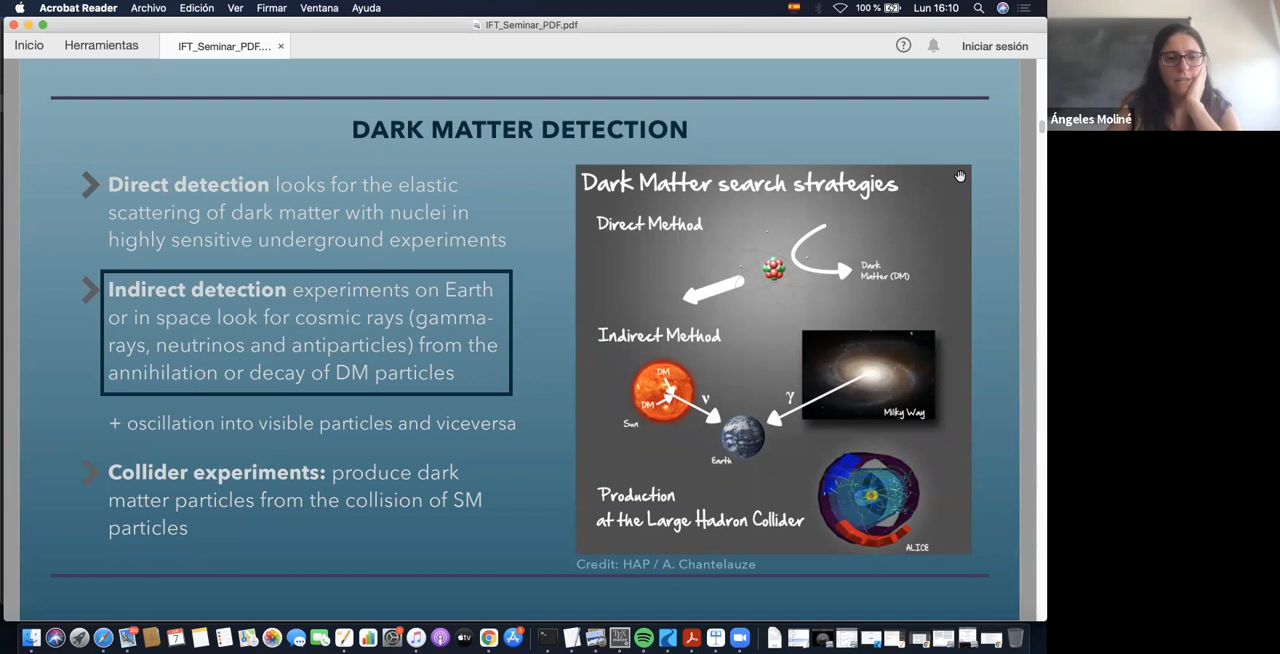 Acrobat Reader Archivo Edición Ver Firmar Ventana Ayuda 100 % Lun 16:10
IFT_Seminar_PDF.pdf
Inicio Herramientas IFT_Seminar_PDF.... × ? Iniciar sesión
DARK MATTER DETECTION
Direct detection looks for the elastic
scattering of dark matter with nuclei in
highly sensitive underground experiments
Indirect detection experiments on Earth
or in space look for cosmic rays (gamma-
rays, neutrinos and antiparticles) from the
annihilation or decay of DM particles
+ oscillation into visible particles and viceversa
Collider experiments: produce dark
matter particles from the collision of SM
particles
Dark Matter search strategies
Direct Method
Dark
Matter (DM)
Indirect Method
DM
DM
ν
γ
Sun
Milky Way
Earth
Production
at the Large Hadron Collider
ALICE
Credit: HAP / A. Chantelauze
Ángeles Moliné